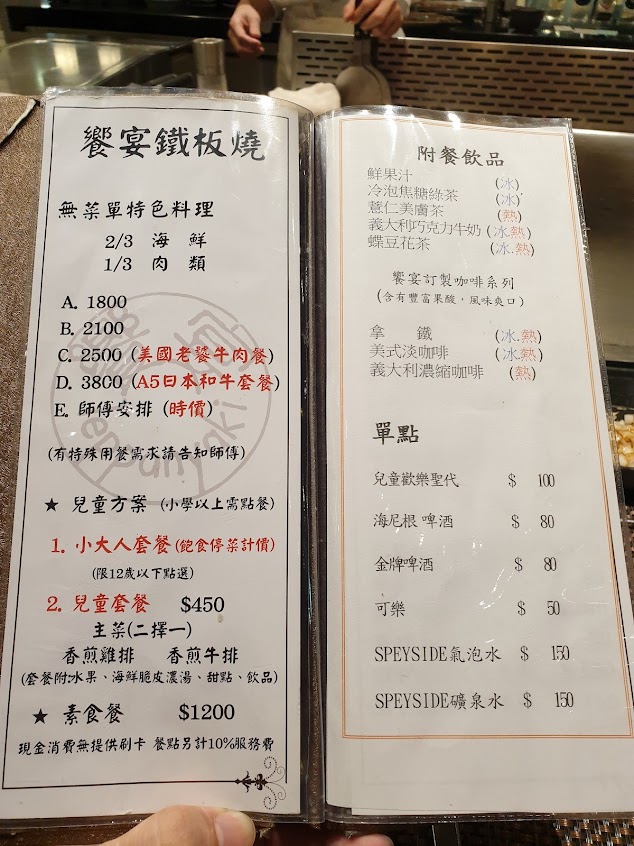 饗宴鐵板燒
無菜單特色料理
2/3 海鮮
1/3 肉類
A. 1800
B. 2100
C. 2500 (美國老饕牛肉餐)
D. 3800 (A5日本和牛套餐)
E. 師傅安排 (時價)
(有特殊用餐需求請告知師傅)
★ 兒童方案 (小學以上需點餐)
1. 小大人套餐(飽食停菜計價)
(限12歲以下點選)
2. 兒童套餐 $450
主菜(二擇一)
香煎雞排 香煎牛排
(套餐附:水果、海鮮脆皮濃湯、甜點、飲品)
★ 素食餐 $1200
現金消費無提供刷卡 餐點另計10%服務費
附餐飲品
鮮果汁 (冰).
冷泡焦糖綠茶 (冰)
薏仁美膚茶 (熱)
義大利巧克力牛奶 (冰.熱)
蝶豆花茶 (冰.熱)
饗宴訂製咖啡系列
(含有豐富果酸，風味爽口)
拿鐵 (冰.熱)
美式淡咖啡 (冰.熱)
義大利濃縮咖啡 (熱)
單點
兒童歡樂聖代 $ 100
海尼根 啤酒 $ 80
金牌啤酒 $ 80
可樂 $ 50
SPEYSIDE氣泡水 $ 150
SPEYSIDE礦泉水 $ 150